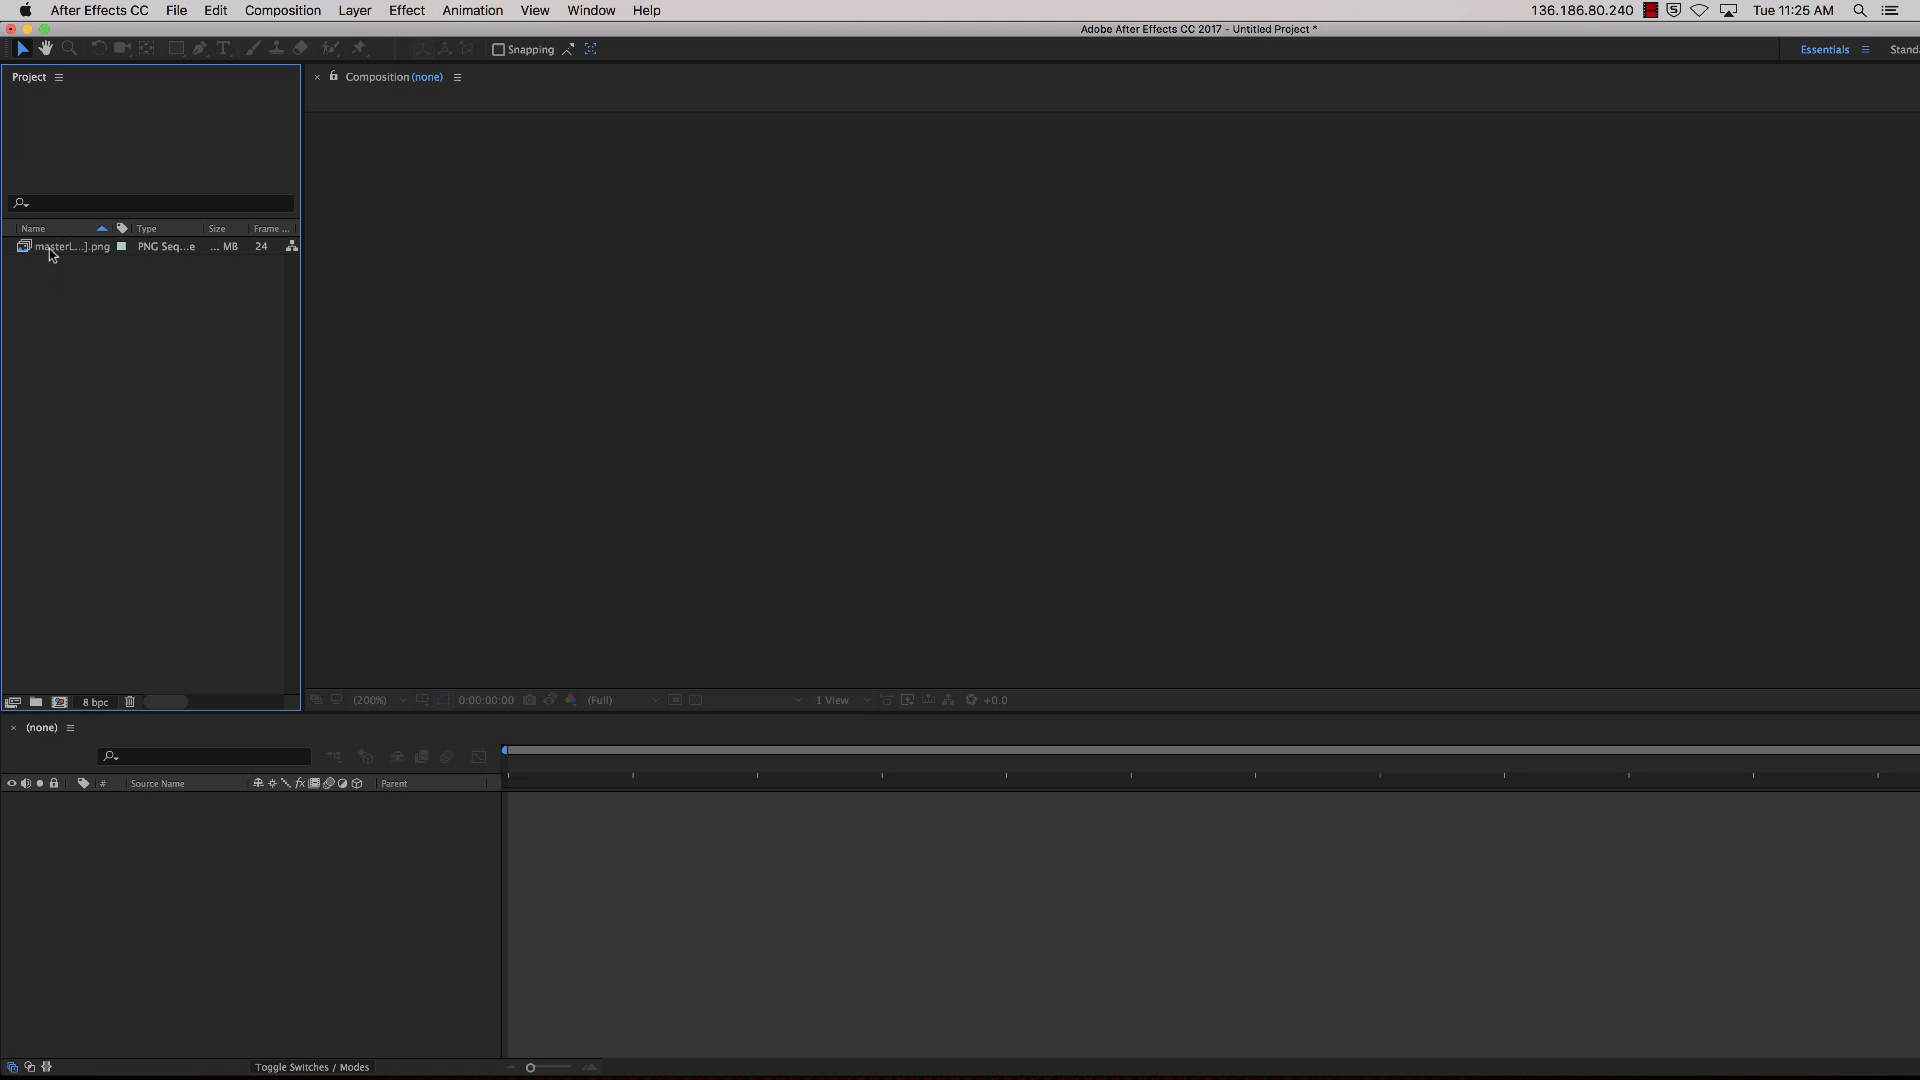 After Effects CC File Edit Composition Layer Effect Animation View Window Help 136.186.80.240 Tue 11:25 AM
Adobe After Effects CC 2017 - Untitled Project *
Snapping Essentials Standa
Project Composition (none)
Name Type Size Frame ...
masterL...].png PNG Seq...e ... MB 24
8 bpc (200%) 0:00:00:00 (Full) 1 View +0.0
(none)
# Source Name Parent
Toggle Switches / Modes